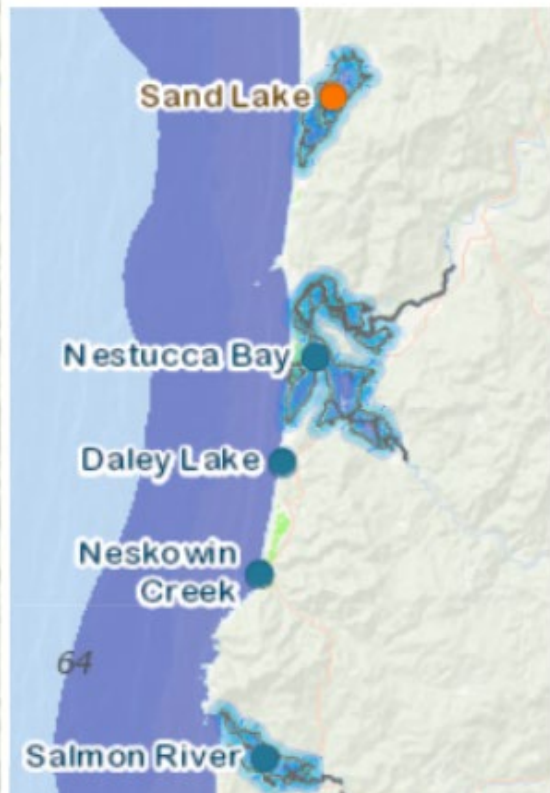 Sand Lake
Nestucca Bay
Daley Lake
Neskowin
Creek
64
Salmon River